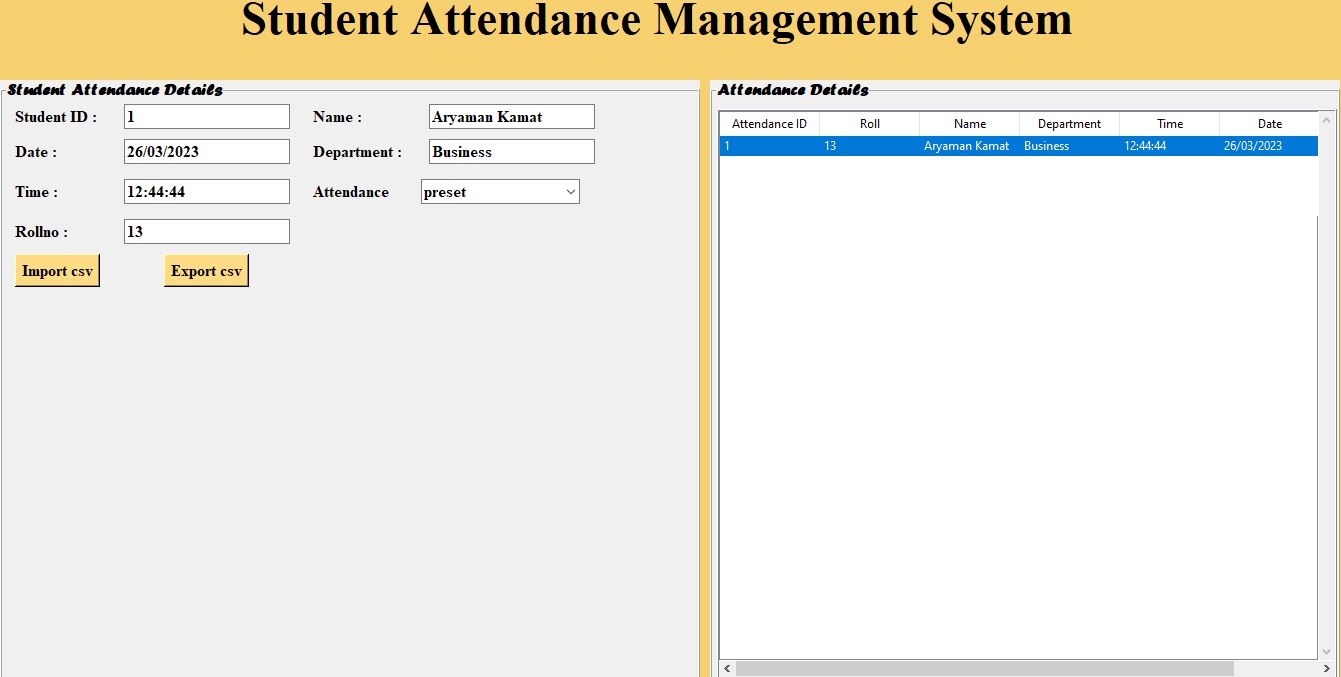 Student Attendance Management System
Student Attendance Details
Student ID : 1 Name : Aryaman Kamat
Date : 26/03/2023 Department : Business
Time : 12:44:44 Attendance preset
Rollno : 13
Import csv Export csv
Attendance Details
Attendance ID Roll Name Department Time Date
1 13 Aryaman Kamat Business 12:44:44 26/03/2023